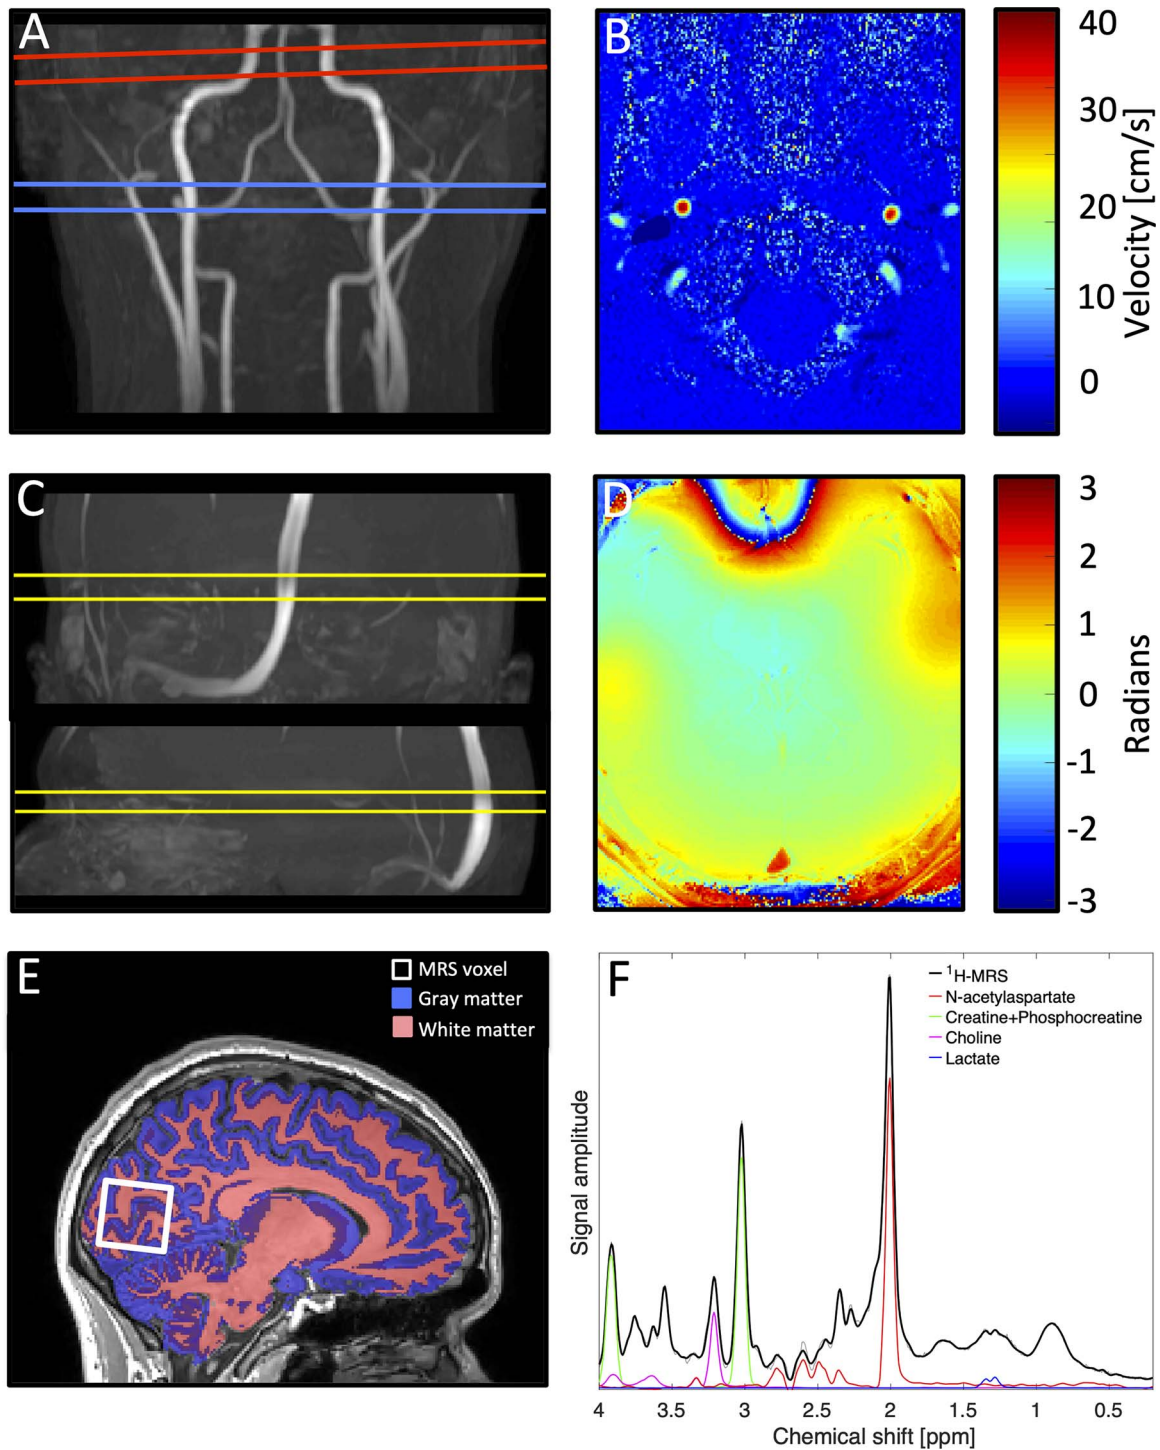 A
B
40
30
20
10
0
Velocity [cm/s]
C
D
3
2
1
0
-1
-2
-3
Radians
E
MRS voxel
Gray matter
White matter
F
¹H-MRS
N-acetylaspartate
Creatine+Phosphocreatine
Choline
Lactate
Signal amplitude
4 3.5 3 2.5 2 1.5 1 0.5
Chemical shift [ppm]